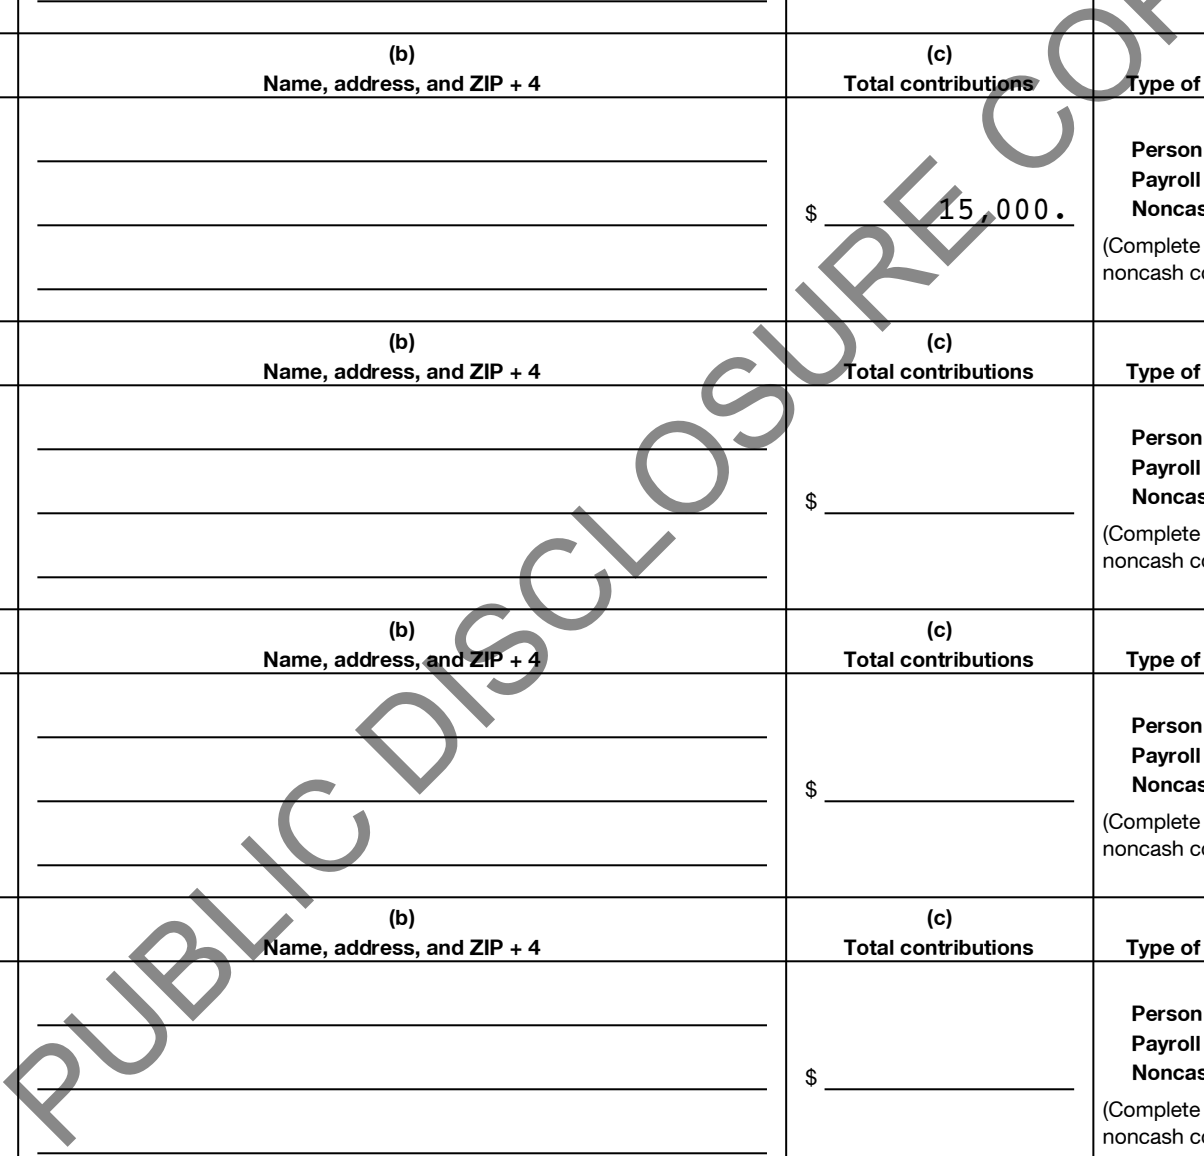 (b) (c)
Name, address, and ZIP + 4 Total contributions Type of
Person
Payroll
$ 15,000. Noncas
(Complete
noncash co
(b) (c)
Name, address, and ZIP + 4 Total contributions Type of
Person
Payroll
$ Noncas
(Complete
noncash co
(b) (c)
Name, address, and ZIP + 4 Total contributions Type of
Person
Payroll
$ Noncas
(Complete
noncash co
(b) (c)
Name, address, and ZIP + 4 Total contributions Type of
Person
Payroll
$ Noncas
(Complete
noncash co
PUBLIC DISCLOSURE COP